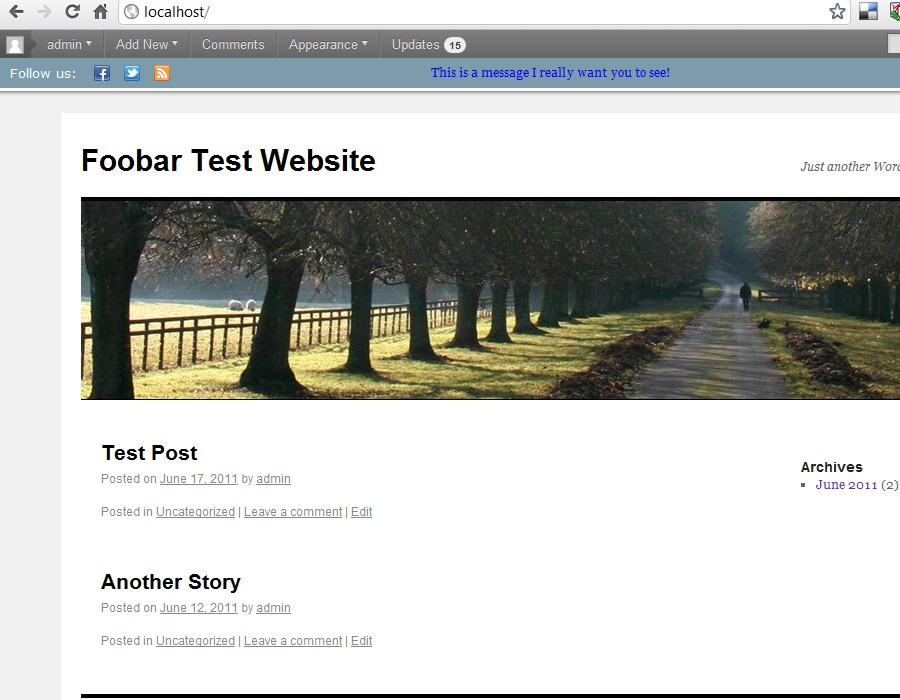 localhost/
admin Add New Comments Appearance Updates 15
Follow us: This is a message I really want you to see!
Foobar Test Website
Just another
Test Post
Posted on June 17, 2011 by admin
Posted in Uncategorized | Leave a comment | Edit
Archives
June 2011 (2)
Another Story
Posted on June 12, 2011 by admin
Posted in Uncategorized | Leave a comment | Edit